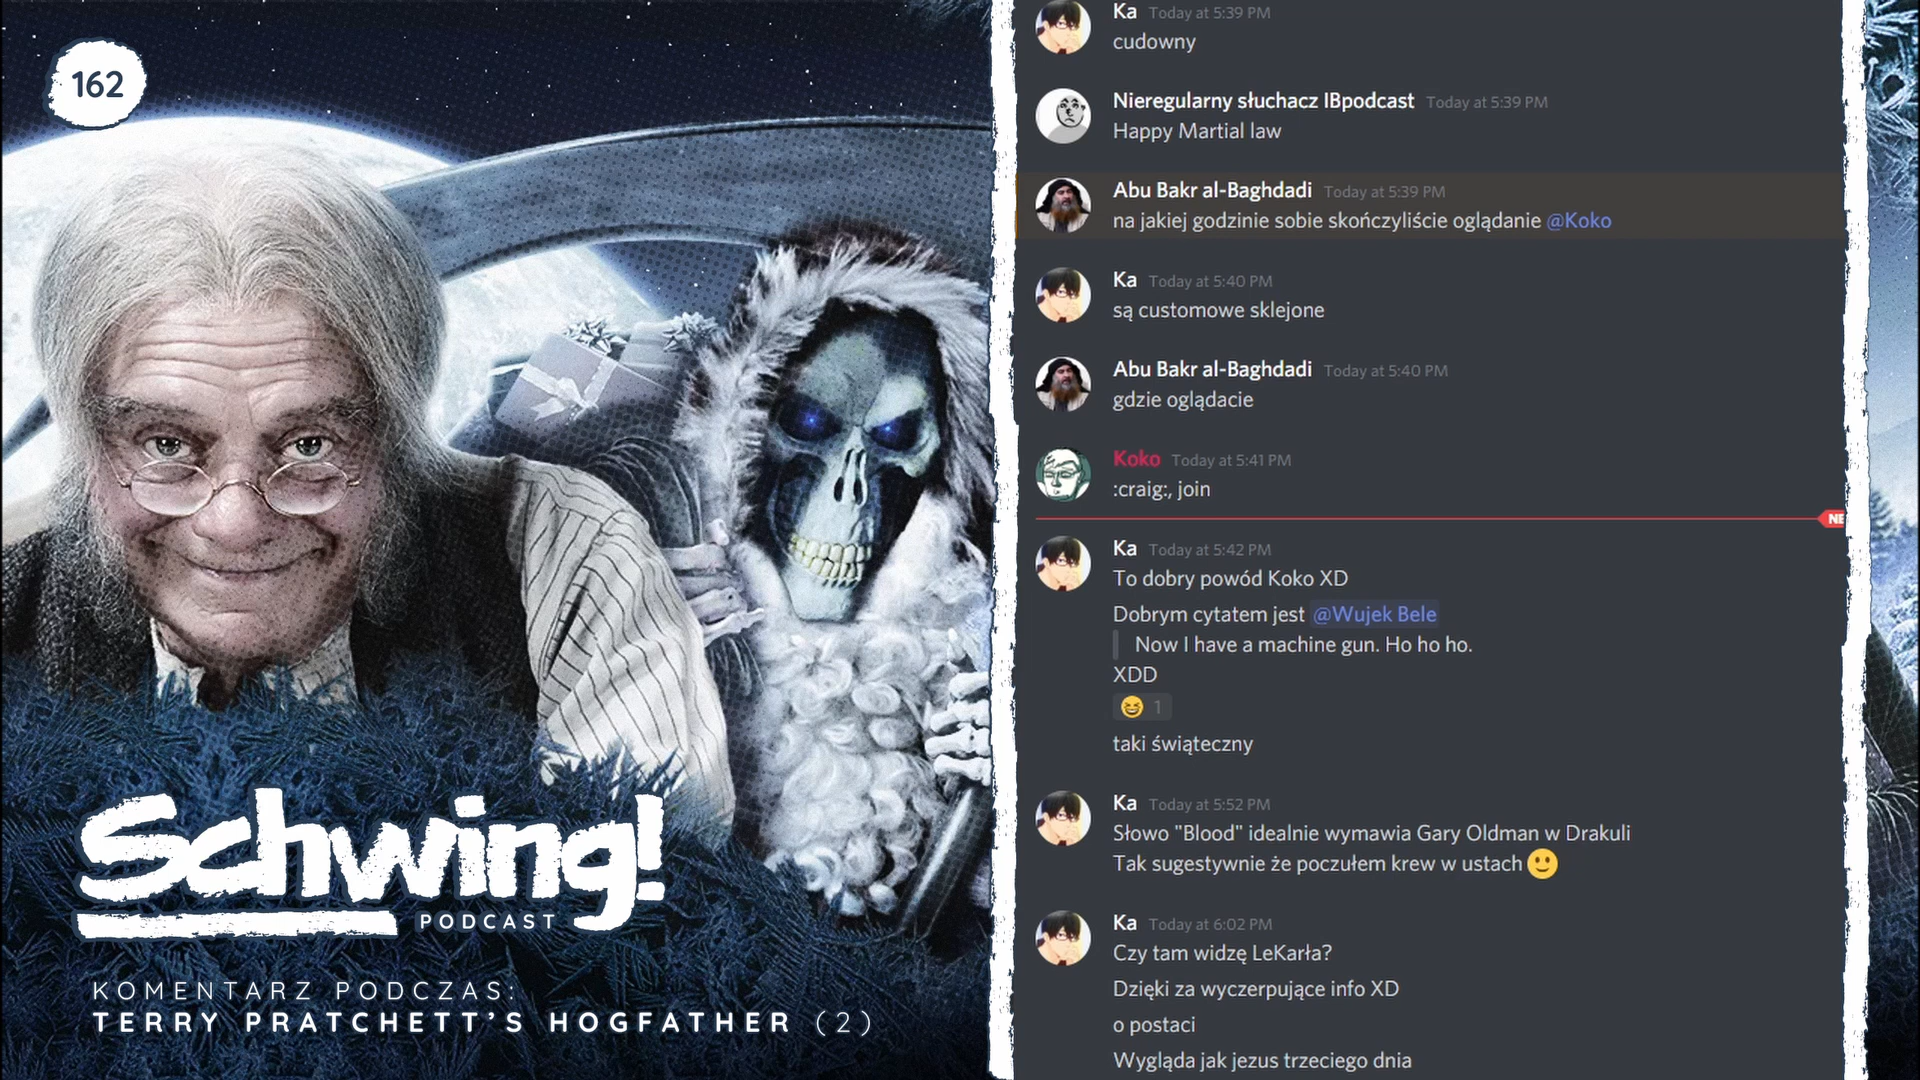 162
Schwing!
PODCAST
KOMENTARZ PODCZAS:
TERRY PRATCHETT'S HOGFATHER (2)
Ka Today at 5:39 PM
cudowny
Nieregularny słuchacz IBpodcast Today at 5:39 PM
Happy Martial law
Abu Bakr al-Baghdadi Today at 5:39 PM
na jakiej godzinie sobie skończyliście oglądanie @Koko
Ka Today at 5:40 PM
są customowe sklejone
Abu Bakr al-Baghdadi Today at 5:40 PM
gdzie oglądacie
Koko Today at 5:41 PM
:craig:, join
NE
Ka Today at 5:42 PM
To dobry powód Koko XD
Dobrym cytatem jest @Wujek Bele
Now I have a machine gun. Ho ho ho.
XDD
1
taki świąteczny
Ka Today at 5:52 PM
Słowo "Blood" idealnie wymawia Gary Oldman w Drakuli
Tak sugestywnie że poczułem krew w ustach
Ka Today at 6:02 PM
Czy tam widzę LeKarła?
Dzięki za wyczerpujące info XD
o postaci
Wygląda jak jezus trzeciego dnia